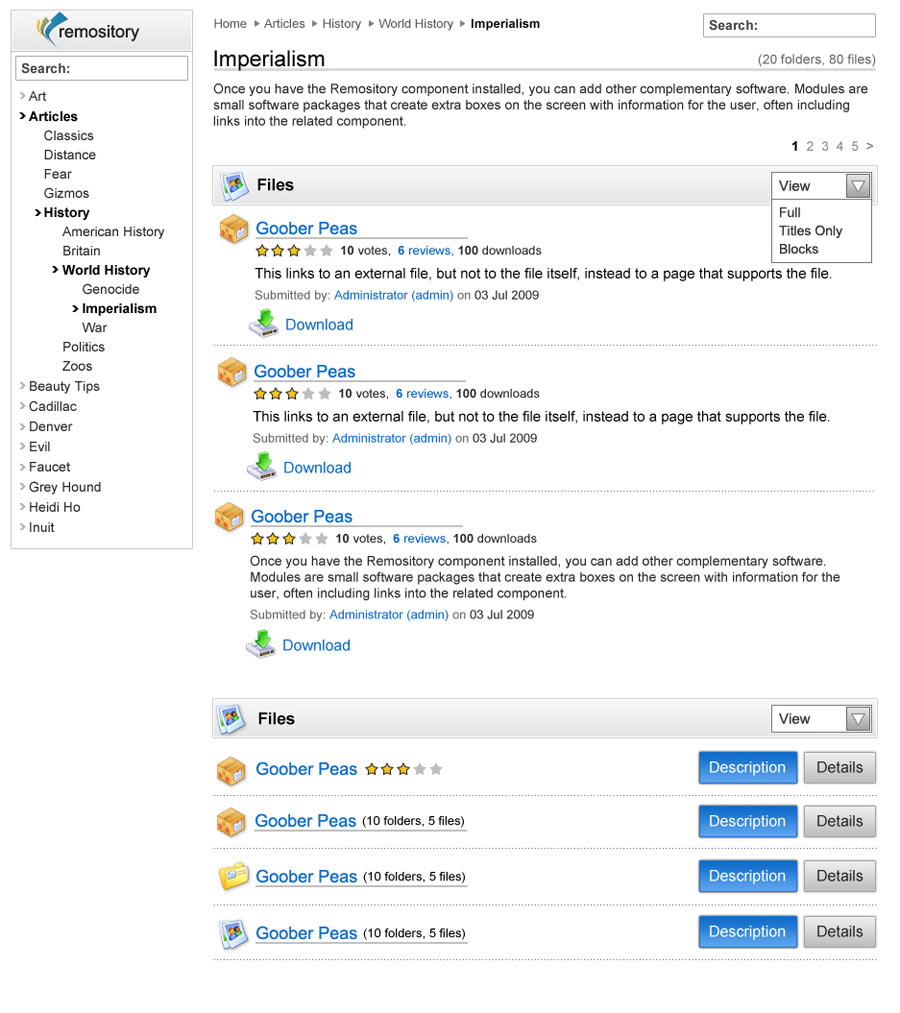 remository
Search:
> Art
> Articles
Classics
Distance
Fear
Gizmos
> History
American History
Britain
> World History
Genocide
> Imperialism
War
Politics
Zoos
> Beauty Tips
> Cadillac
> Denver
> Evil
> Faucet
> Grey Hound
> Heidi Ho
> Inuit
Home Articles History World History Imperialism
Search:
Imperialism (20 folders, 80 files)
Once you have the Remository component installed, you can add other complementary software. Modules are
small software packages that create extra boxes on the screen with information for the user, often including
links into the related component.
1 2 3 4 5 >
Files
View
Full
Titles Only
Blocks
Goober Peas
10 votes, 6 reviews, 100 downloads
This links to an external file, but not to the file itself, instead to a page that supports the file.
Submitted by: Administrator (admin) on 03 Jul 2009
Download
Goober Peas
10 votes, 6 reviews, 100 downloads
This links to an external file, but not to the file itself, instead to a page that supports the file.
Submitted by: Administrator (admin) on 03 Jul 2009
Download
Goober Peas
10 votes, 6 reviews, 100 downloads
Once you have the Remository component installed, you can add other complementary software.
Modules are small software packages that create extra boxes on the screen with information for the
user, often including links into the related component.
Submitted by: Administrator (admin) on 03 Jul 2009
Download
Files View
Goober Peas Description Details
Goober Peas (10 folders, 5 files) Description Details
Goober Peas (10 folders, 5 files) Description Details
Goober Peas (10 folders, 5 files) Description Details